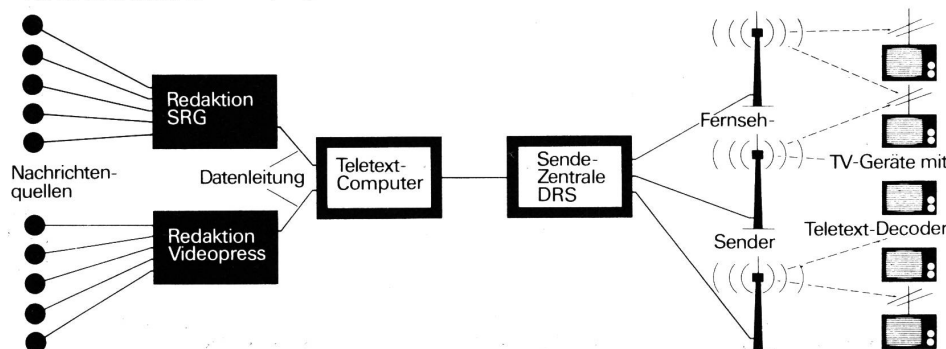 Redaktion
SRG
Nachrichten-
quellen
Datenleitung
Redaktion
Videopress
Teletext-
Computer
Sende-
Zentrale
DRS
Fernseh-
Sender
TV-Geräte mit
Teletext-Decoder